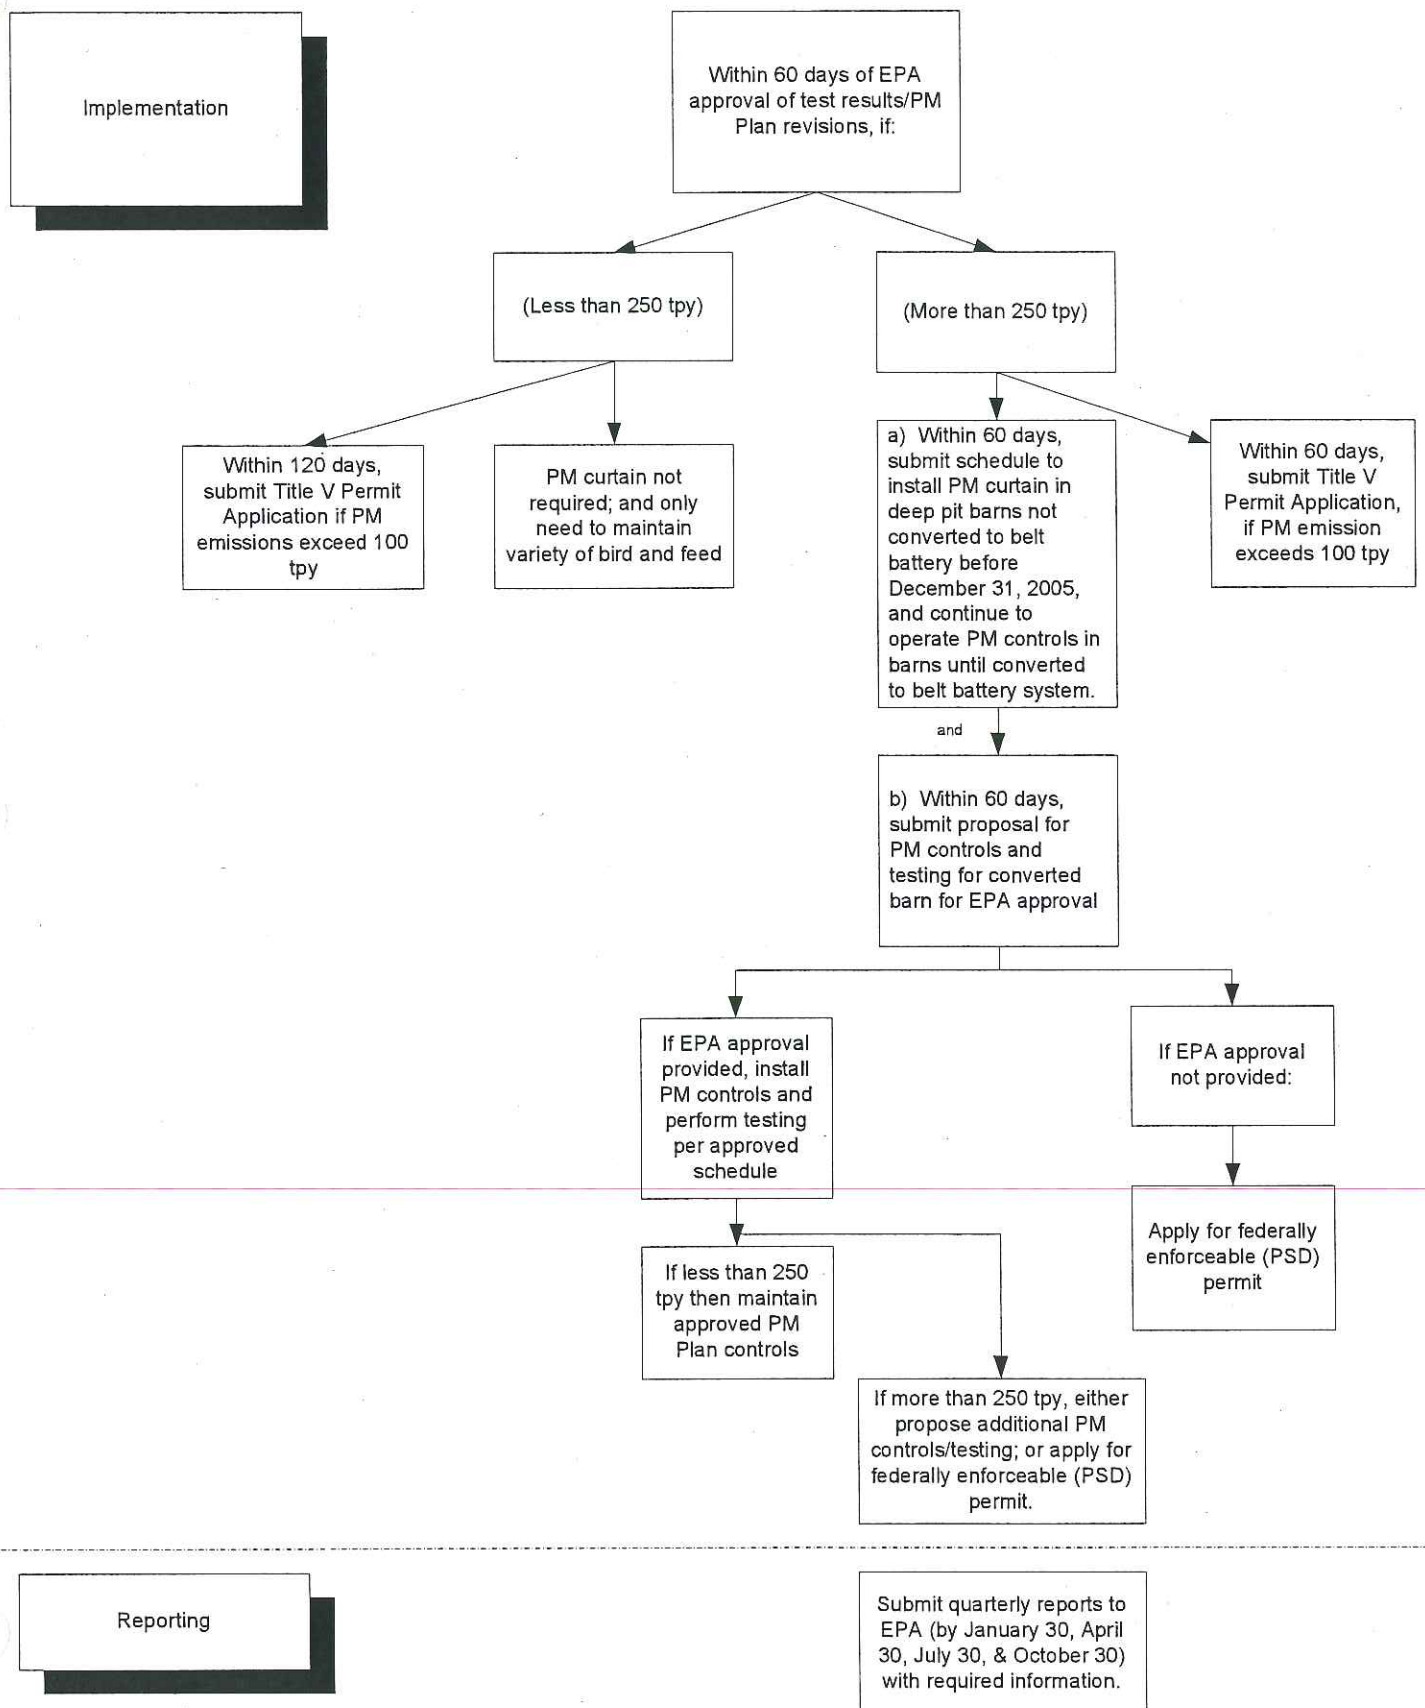 Implementation
Within 60 days of EPA
approval of test results/PM
Plan revisions, if:
(Less than 250 tpy)
(More than 250 tpy)
Within 120 days,
submit Title V Permit
Application if PM
emissions exceed 100
tpy
PM curtain not
required; and only
need to maintain
variety of bird and feed
a) Within 60 days,
submit schedule to
install PM curtain in
deep pit barns not
converted to belt
battery before
December 31, 2005,
and continue to
operate PM controls in
barns until converted
to belt battery system.
Within 60 days,
submit Title V
Permit Application,
if PM emission
exceeds 100 tpy
and
b) Within 60 days,
submit proposal for
PM controls and
testing for converted
barn for EPA approval
If EPA approval
provided, install
PM controls and
perform testing
per approved
schedule
If EPA approval
not provided:
Apply for federally
enforceable (PSD)
permit
If less than 250
tpy then maintain
approved PM
Plan controls
If more than 250 tpy, either
propose additional PM
controls/testing; or apply for
federally enforceable (PSD)
permit.
Reporting
Submit quarterly reports to
EPA (by January 30, April
30, July 30, & October 30)
with required information.